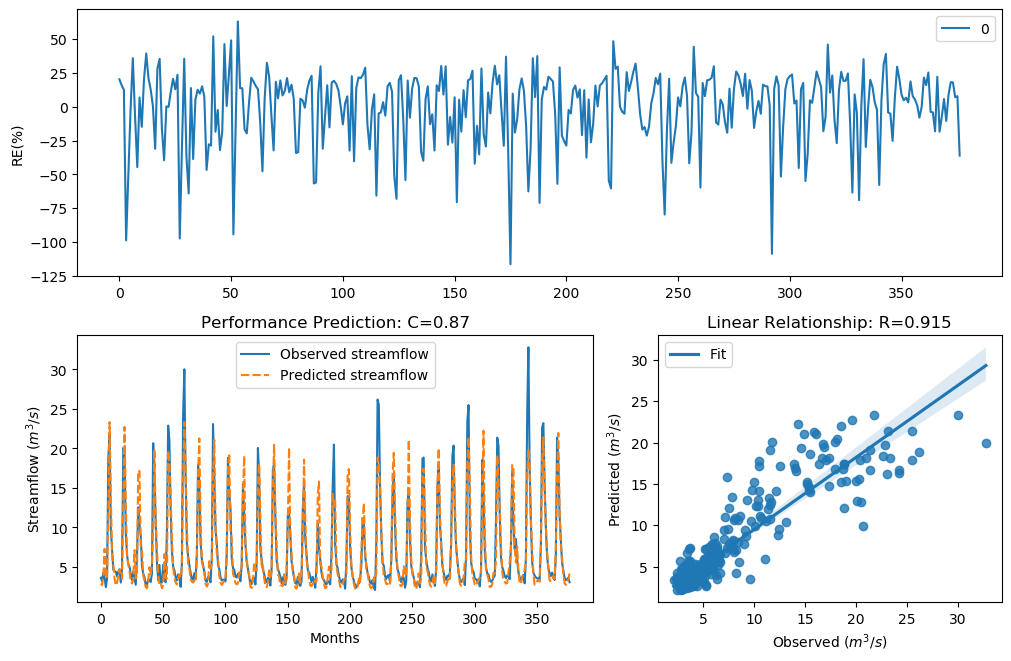 0
RE(%)
50
25
0
−25
−50
−75
−100
−125
0 50 100 150 200 250 300 350
Performance Prediction: C=0.87
Observed streamflow
Predicted streamflow
Streamflow (m³/s)
30
25
20
15
10
5
0 50 100 150 200 250 300 350
Months
Linear Relationship: R=0.915
Fit
Predicted (m³/s)
30
25
20
15
10
5
5 10 15 20 25 30
Observed (m³/s)